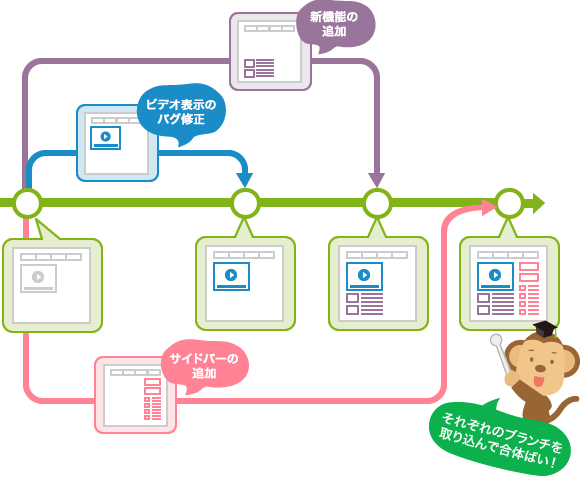 新機能の
追加
ビデオ表示の
バグ修正
サイドバーの
追加
それぞれのブランチを
取り込んで合体ばい！